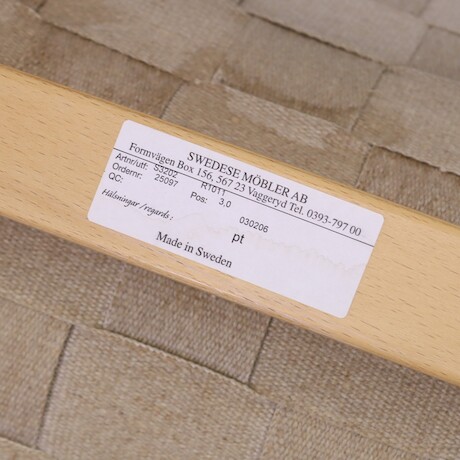 SWEDESE MÖBLER AB
Formvägen Box 156, 567 23 Vaggeryd Tel. 0393-797 00
Artnr/utf: S3202 R1011
Ordernr: 25097 Pos: 3,0
QC:
Hälsningar/regards: 030206
pt
Made in Sweden